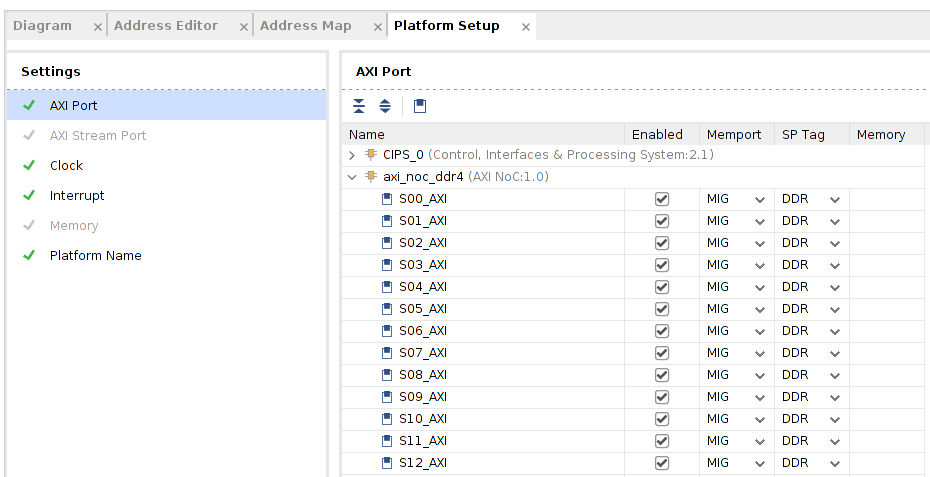 Diagram Address Editor Address Map Platform Setup
Settings
AXI Port
AXI Stream Port
Clock
Interrupt
Memory
Platform Name
AXI Port
Name Enabled Memport SP Tag Memory
CIPS_0 (Control, Interfaces & Processing System:2.1)
axi_noc_ddr4 (AXI NoC:1.0)
S00_AXI MIG DDR
S01_AXI MIG DDR
S02_AXI MIG DDR
S03_AXI MIG DDR
S04_AXI MIG DDR
S05_AXI MIG DDR
S06_AXI MIG DDR
S07_AXI MIG DDR
S08_AXI MIG DDR
S09_AXI MIG DDR
S10_AXI MIG DDR
S11_AXI MIG DDR
S12_AXI MIG DDR